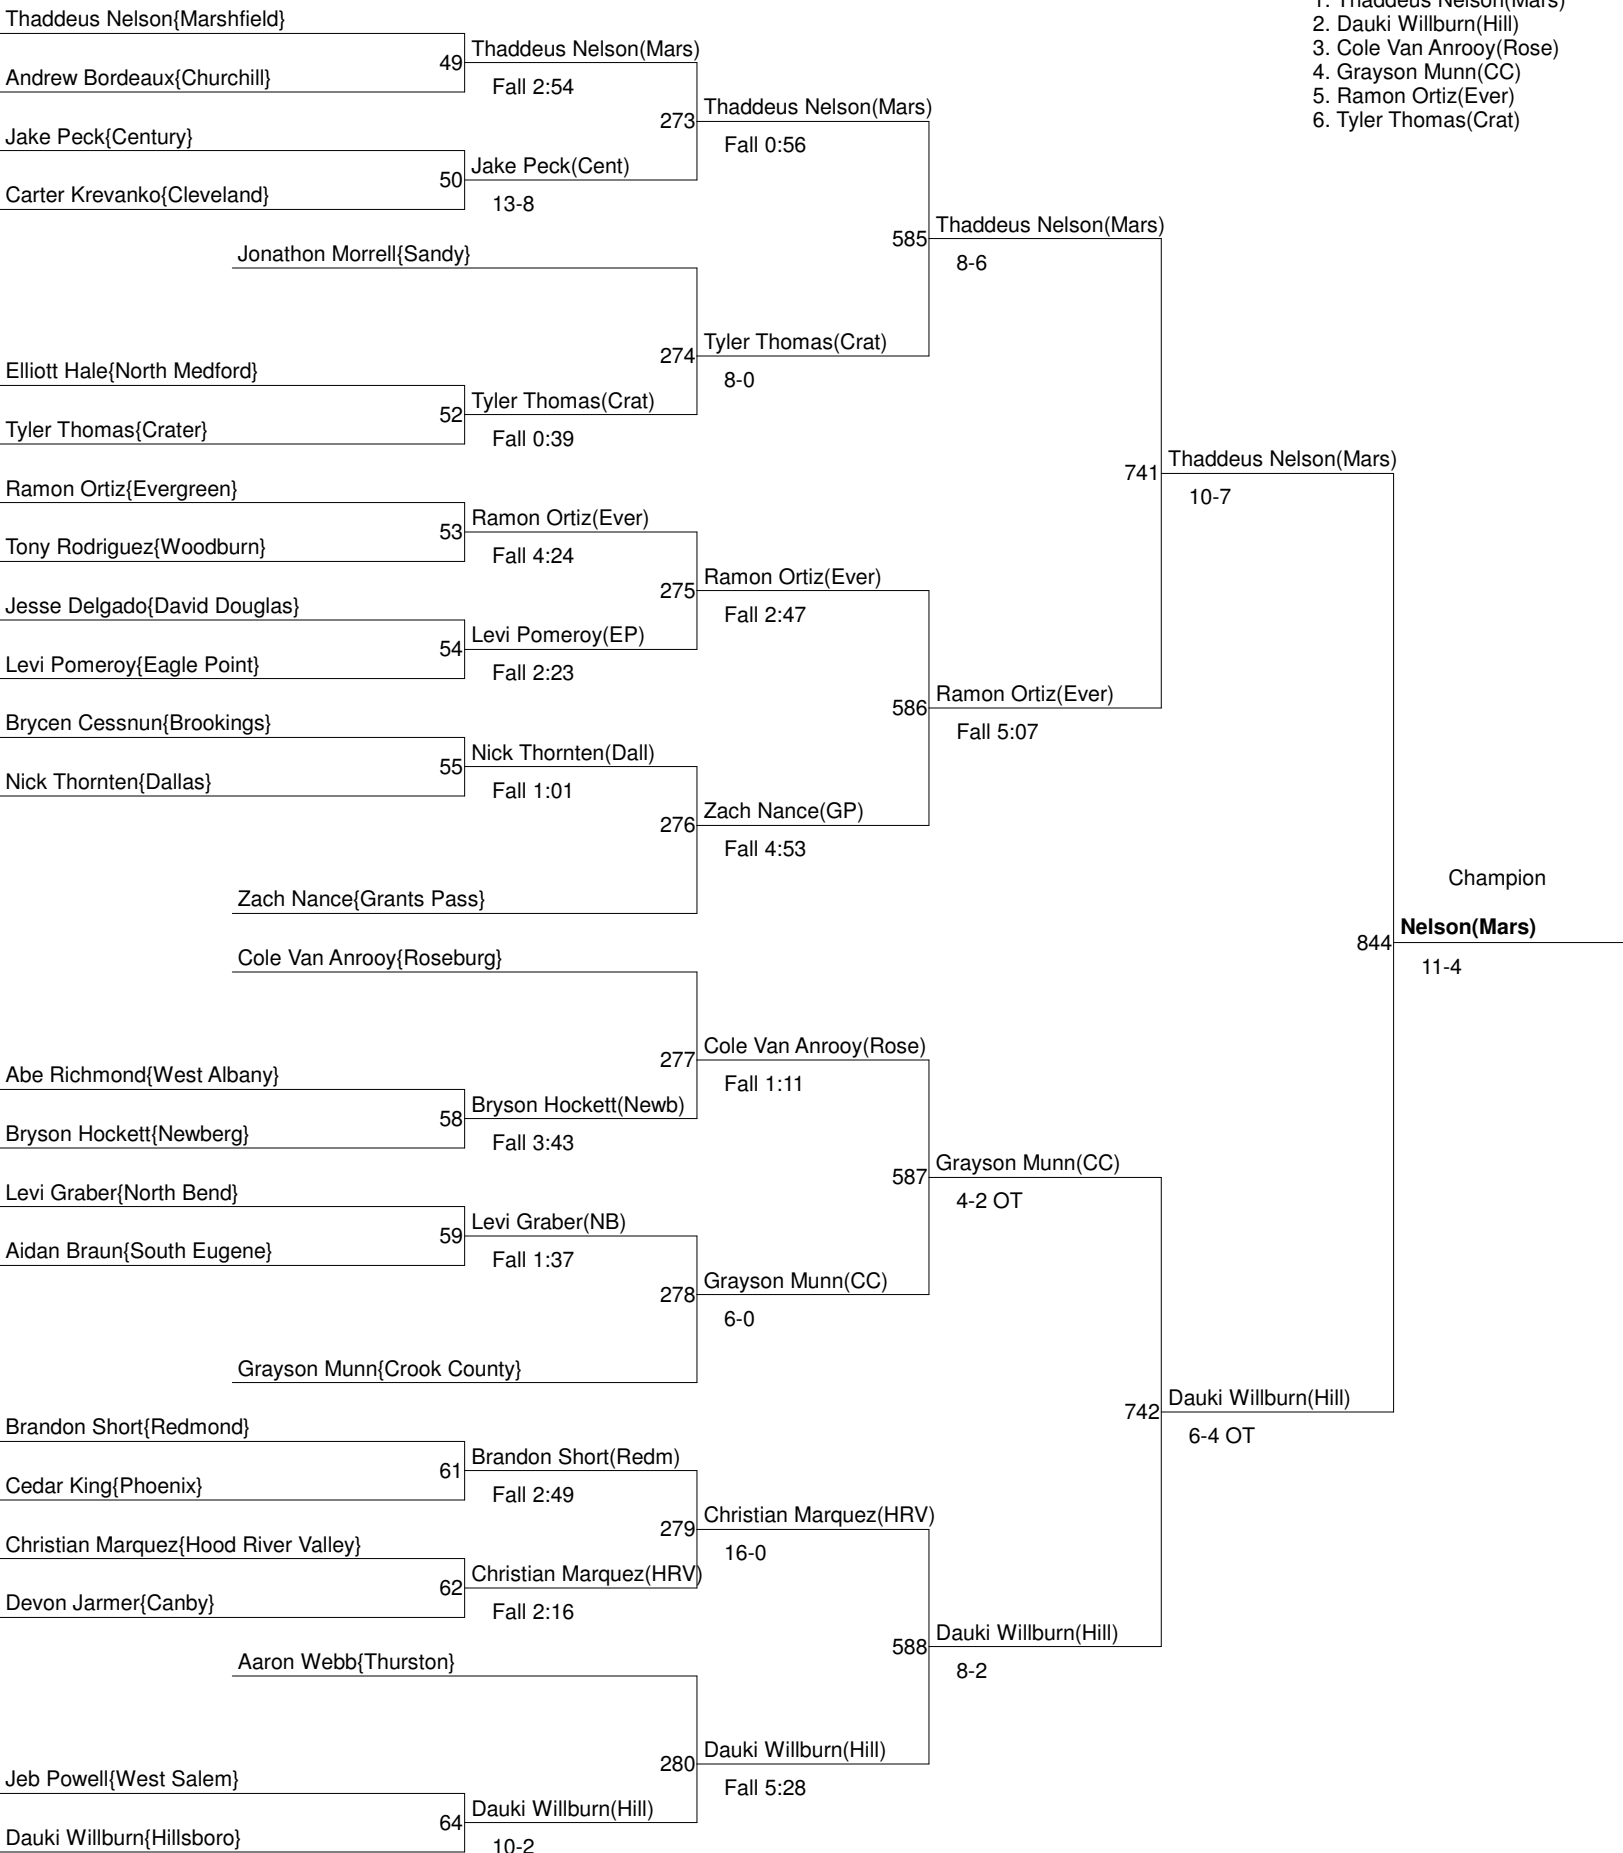 1. Thaddeus Nelson(Mars)
2. Dauki Willburn(Hill)
3. Cole Van Anrooy(Rose)
4. Grayson Munn(CC)
5. Ramon Ortiz(Ever)
6. Tyler Thomas(Crat)
Thaddeus Nelson{Marshfield}
49
Thaddeus Nelson(Mars)
Andrew Bordeaux{Churchill}
Fall 2:54
273
Thaddeus Nelson(Mars)
Fall 0:56
Jake Peck{Century}
50
Jake Peck(Cent)
Carter Krevanko{Cleveland}
13-8
585
Thaddeus Nelson(Mars)
8-6
Jonathon Morrell{Sandy}
274
Tyler Thomas(Crat)
8-0
Elliott Hale{North Medford}
52
Tyler Thomas(Crat)
Tyler Thomas{Crater}
Fall 0:39
741
Thaddeus Nelson(Mars)
10-7
Ramon Ortiz{Evergreen}
53
Ramon Ortiz(Ever)
Tony Rodriguez{Woodburn}
Fall 4:24
275
Ramon Ortiz(Ever)
Fall 2:47
Jesse Delgado{David Douglas}
54
Levi Pomeroy(EP)
Levi Pomeroy{Eagle Point}
Fall 2:23
586
Ramon Ortiz(Ever)
Fall 5:07
Brycen Cessnun{Brookings}
55
Nick Thornten(Dall)
Nick Thornten{Dallas}
Fall 1:01
276
Zach Nance(GP)
Fall 4:53
Zach Nance{Grants Pass}
Champion
844
Nelson(Mars)
11-4
Cole Van Anrooy{Roseburg}
277
Cole Van Anrooy(Rose)
Fall 1:11
Abe Richmond{West Albany}
58
Bryson Hockett(Newb)
Bryson Hockett{Newberg}
Fall 3:43
587
Grayson Munn(CC)
4-2 OT
Levi Graber{North Bend}
59
Levi Graber(NB)
Aidan Braun{South Eugene}
Fall 1:37
278
Grayson Munn(CC)
6-0
Grayson Munn{Crook County}
742
Dauki Willburn(Hill)
6-4 OT
Brandon Short{Redmond}
61
Brandon Short(Redm)
Cedar King{Phoenix}
Fall 2:49
279
Christian Marquez(HRV)
16-0
Christian Marquez{Hood River Valley}
62
Christian Marquez(HRV)
Devon Jarmer{Canby}
Fall 2:16
588
Dauki Willburn(Hill)
8-2
Aaron Webb{Thurston}
280
Dauki Willburn(Hill)
Fall 5:28
Jeb Powell{West Salem}
64
Dauki Willburn(Hill)
Dauki Willburn{Hillsboro}
10-2